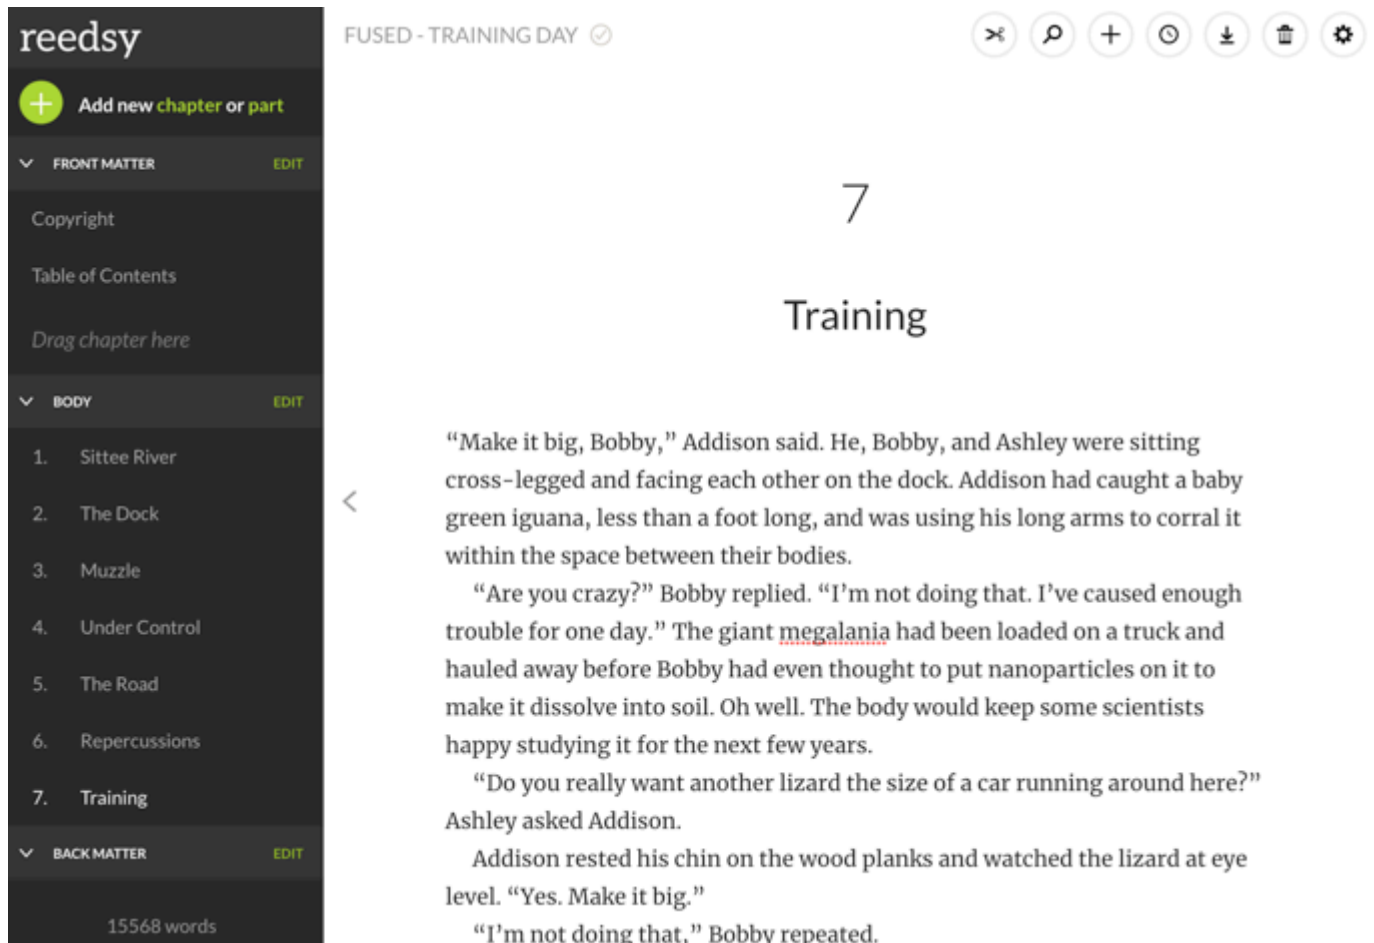 reedsy
FUSED - TRAINING DAY
Add new chapter or part
FRONT MATTER EDIT
Copyright
Table of Contents
Drag chapter here
BODY EDIT
1. Sittee River
2. The Dock
3. Muzzle
4. Under Control
5. The Road
6. Repercussions
7. Training
BACK MATTER EDIT
15568 words
7
Training
“Make it big, Bobby,” Addison said. He, Bobby, and Ashley were sitting
cross-legged and facing each other on the dock. Addison had caught a baby
green iguana, less than a foot long, and was using his long arms to corral it
within the space between their bodies.
“Are you crazy?” Bobby replied. “I’m not doing that. I’ve caused enough
trouble for one day.” The giant megalania had been loaded on a truck and
hauled away before Bobby had even thought to put nanoparticles on it to
make it dissolve into soil. Oh well. The body would keep some scientists
happy studying it for the next few years.
“Do you really want another lizard the size of a car running around here?”
Ashley asked Addison.
Addison rested his chin on the wood planks and watched the lizard at eye
level. “Yes. Make it big.”
“I’m not doing that,” Bobby repeated.